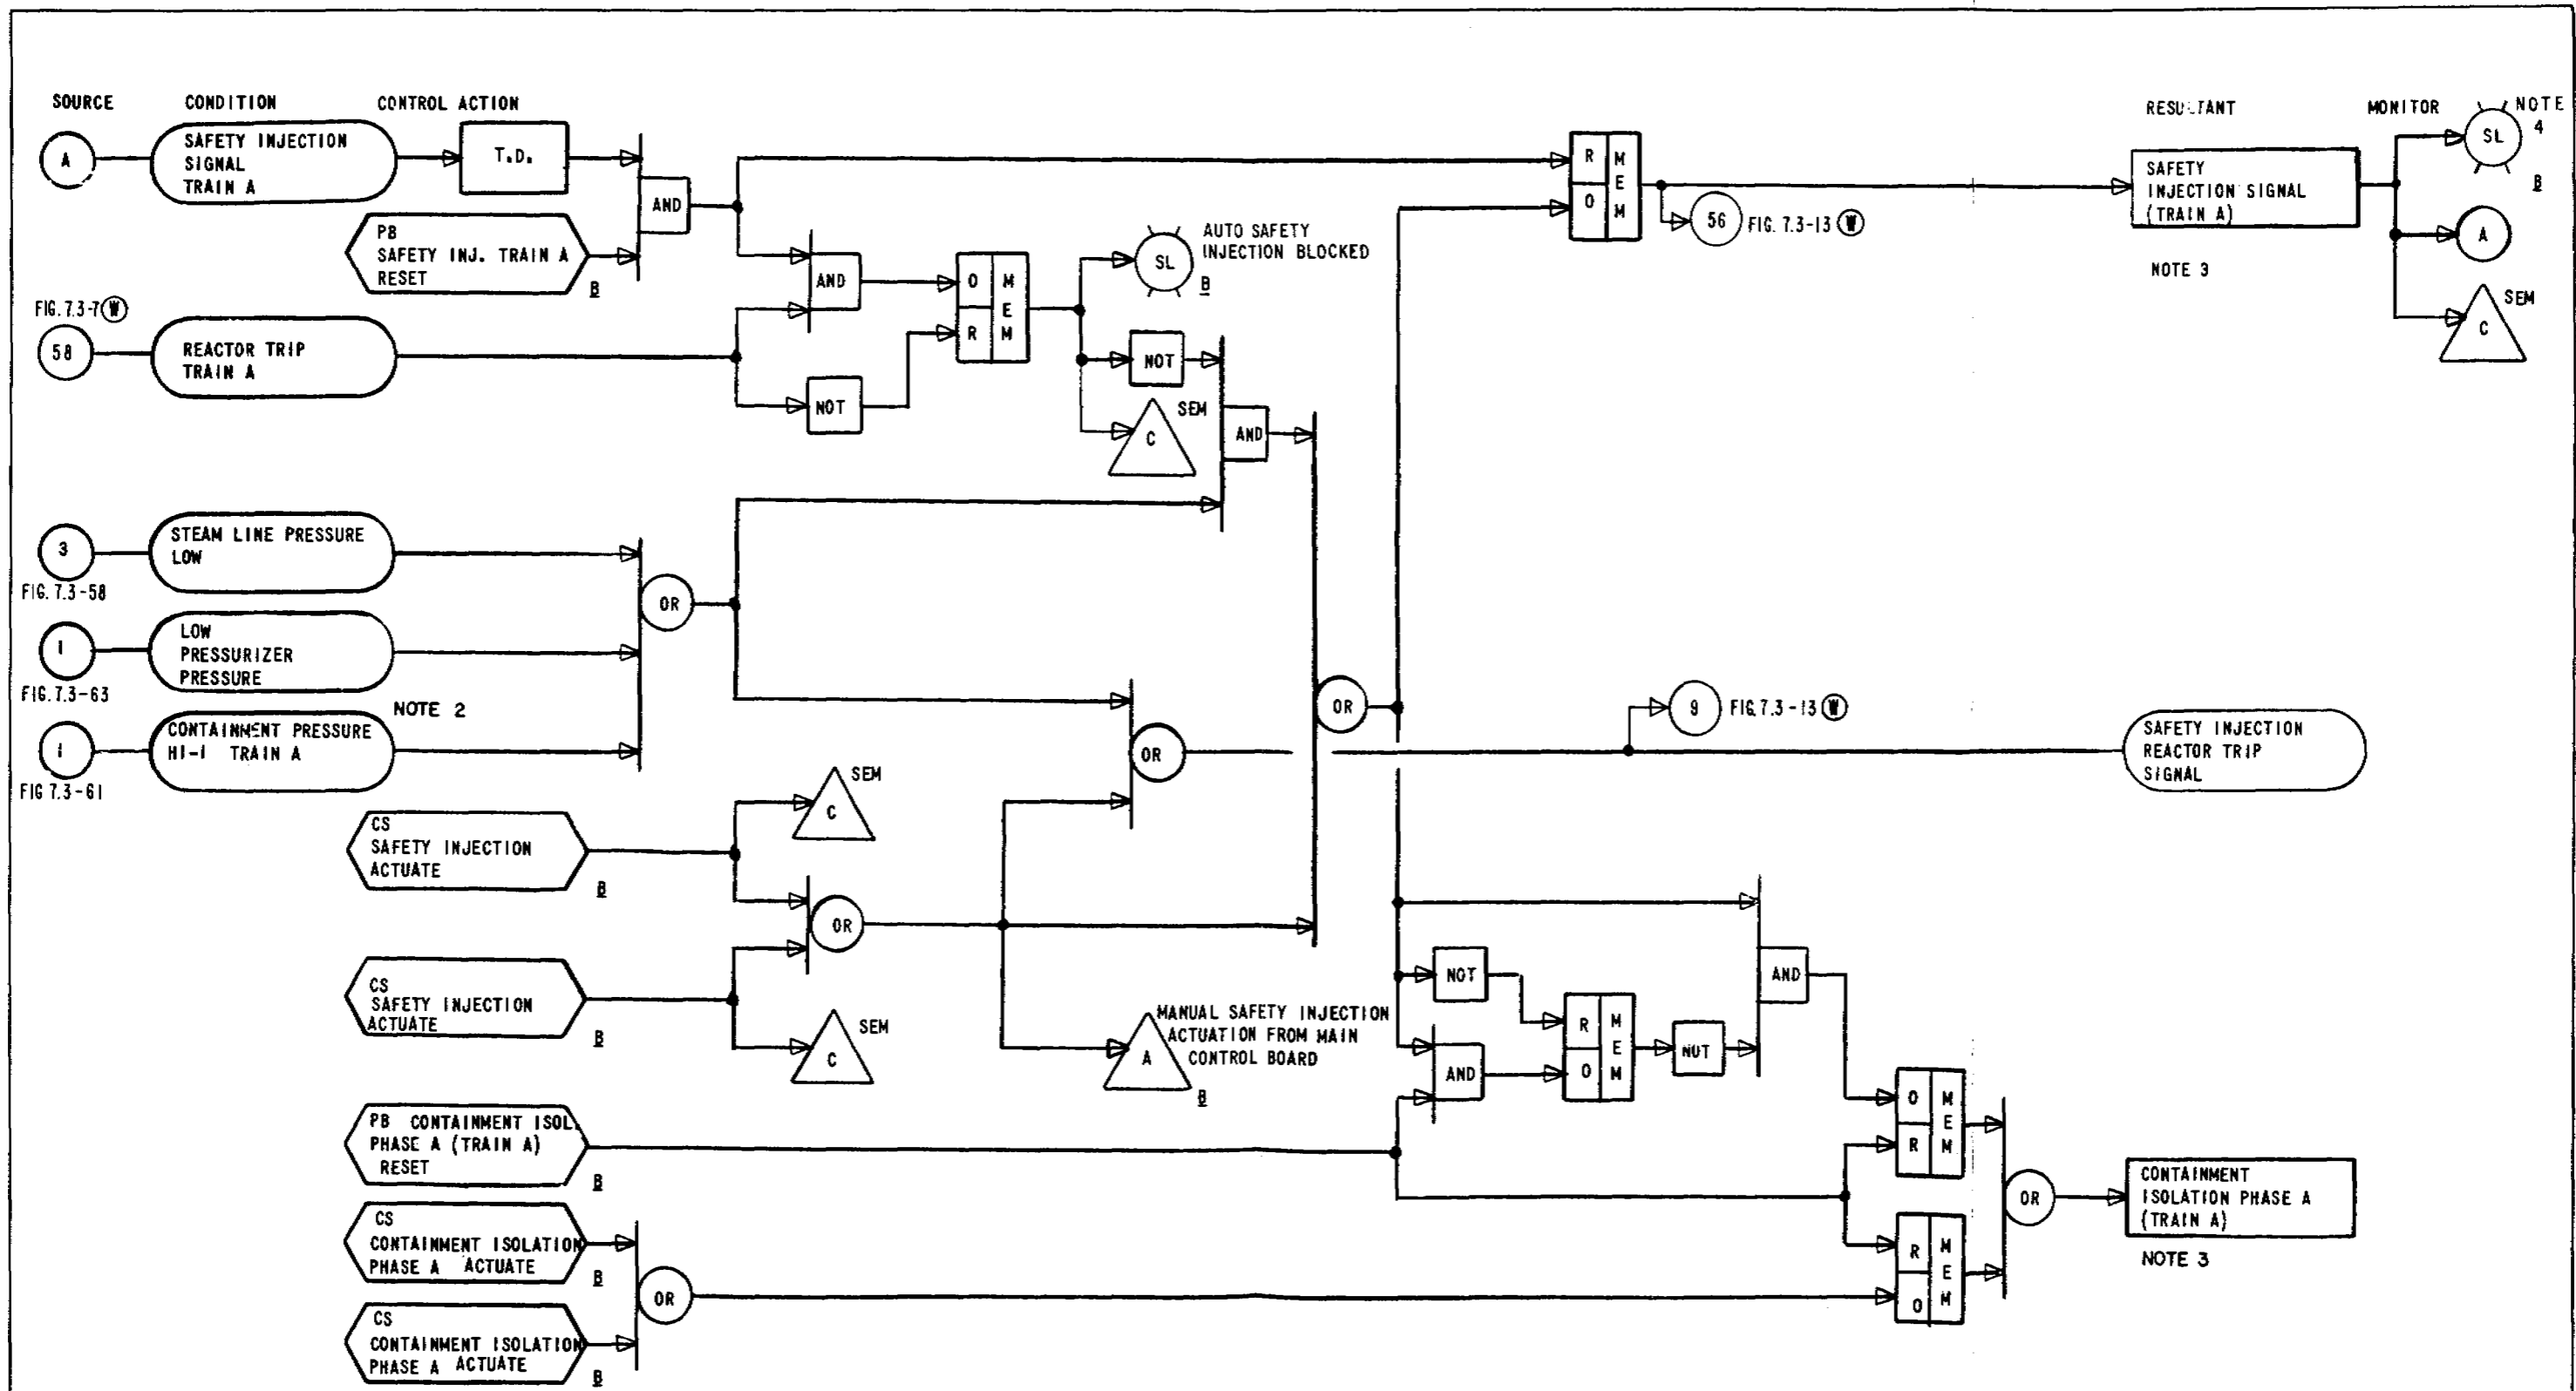 SOURCE CONDITION CONTROL ACTION
RESULTANT MONITOR
A
SAFETY INJECTION
SIGNAL
TRAIN A
T.D.
AND
PB
SAFETY INJ. TRAIN A
RESET
B
R
O
MEM
56 FIG. 7.3-13 W
SAFETY
INJECTION SIGNAL
(TRAIN A)
NOTE 3
SL
NOTE
4
B
A
SEM
C
FIG. 7.3-7 W
58
REACTOR TRIP
TRAIN A
AND
NOT
O
R
MEM
SL
AUTO SAFETY
INJECTION BLOCKED
B
NOT
SEM
C
AND
3
FIG. 7.3-58
STEAM LINE PRESSURE
LOW
1
FIG. 7.3-63
LOW
PRESSURIZER
PRESSURE
OR
NOTE 2
1
FIG 7.3-61
CONTAINMENT PRESSURE
HI-I TRAIN A
OR
OR
9 FIG. 7.3-13 W
SAFETY INJECTION
REACTOR TRIP
SIGNAL
CS
SAFETY INJECTION
ACTUATE
B
SEM
C
OR
CS
SAFETY INJECTION
ACTUATE
B
SEM
C
A
MANUAL SAFETY INJECTION
ACTUATION FROM MAIN
CONTROL BOARD
B
NOT
AND
R
O
MEM
NOT
AND
PB CONTAINMENT ISOL.
PHASE A (TRAIN A)
RESET
B
CS
CONTAINMENT ISOLATION
PHASE A ACTUATE
B
CS
CONTAINMENT ISOLATION
PHASE A ACTUATE
B
OR
O
R
MEM
R
O
MEM
OR
CONTAINMENT
ISOLATION PHASE A
(TRAIN A)
NOTE 3